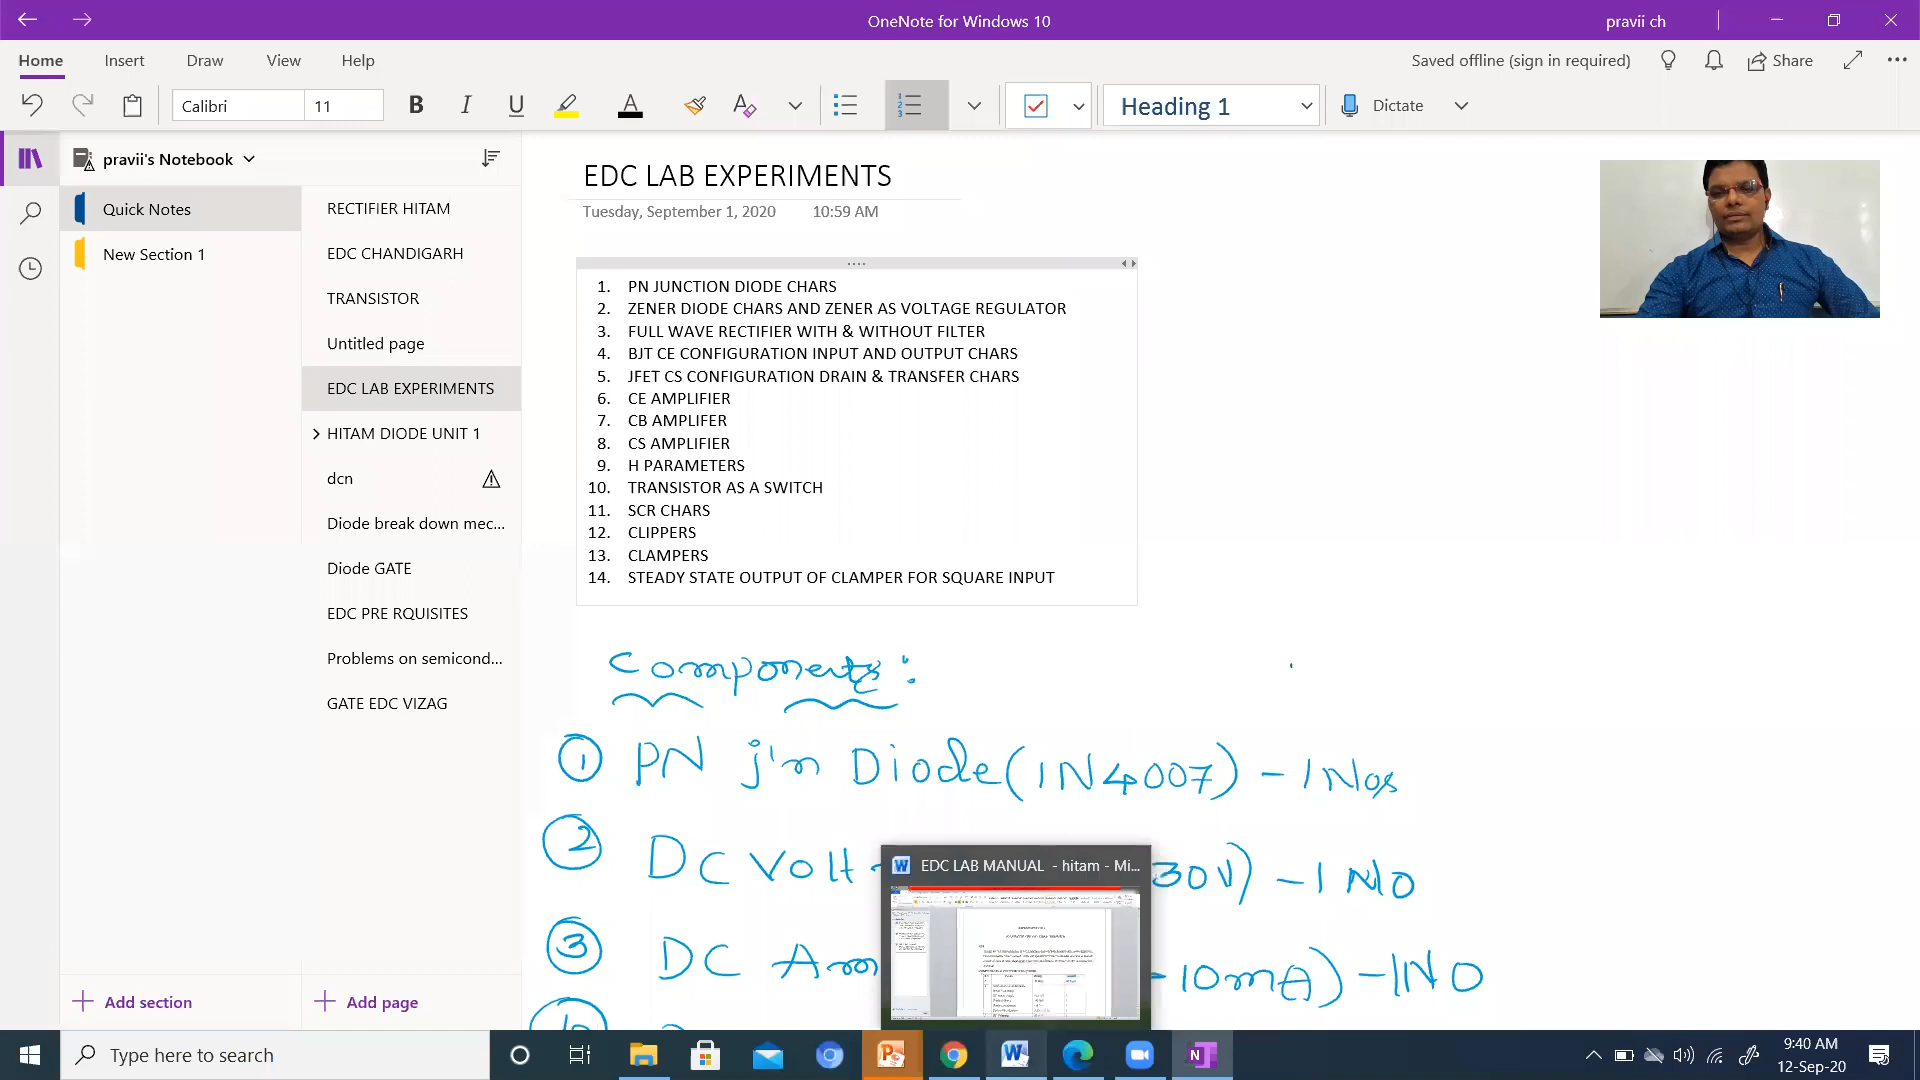 OneNote for Windows 10
pravii ch
Home Insert Draw View Help
Saved offline (sign in required) Share
Calibri 11 B I U A Heading 1 Dictate
pravii's Notebook
Quick Notes
New Section 1
RECTIFIER HITAM
EDC CHANDIGARH
TRANSISTOR
Untitled page
EDC LAB EXPERIMENTS
HITAM DIODE UNIT 1
dcn
Diode break down mec...
Diode GATE
EDC PRE RQUISITES
Problems on semicond...
GATE EDC VIZAG
Add section
Add page
EDC LAB EXPERIMENTS
Tuesday, September 1, 2020 10:59 AM
1. PN JUNCTION DIODE CHARS
2. ZENER DIODE CHARS AND ZENER AS VOLTAGE REGULATOR
3. FULL WAVE RECTIFIER WITH & WITHOUT FILTER
4. BJT CE CONFIGURATION INPUT AND OUTPUT CHARS
5. JFET CS CONFIGURATION DRAIN & TRANSFER CHARS
6. CE AMPLIFIER
7. CB AMPLIFER
8. CS AMPLIFIER
9. H PARAMETERS
10. TRANSISTOR AS A SWITCH
11. SCR CHARS
12. CLIPPERS
13. CLAMPERS
14. STEADY STATE OUTPUT OF CLAMPER FOR SQUARE INPUT
Components:
1 PN j'n Diode (1N4007) - 1 Nos
2 DC Volt 30V) - 1 NO
3 DC Am -10mA) - 1NO
EDC LAB MANUAL - hitam - Mi...
Type here to search
9:40 AM
12-Sep-20